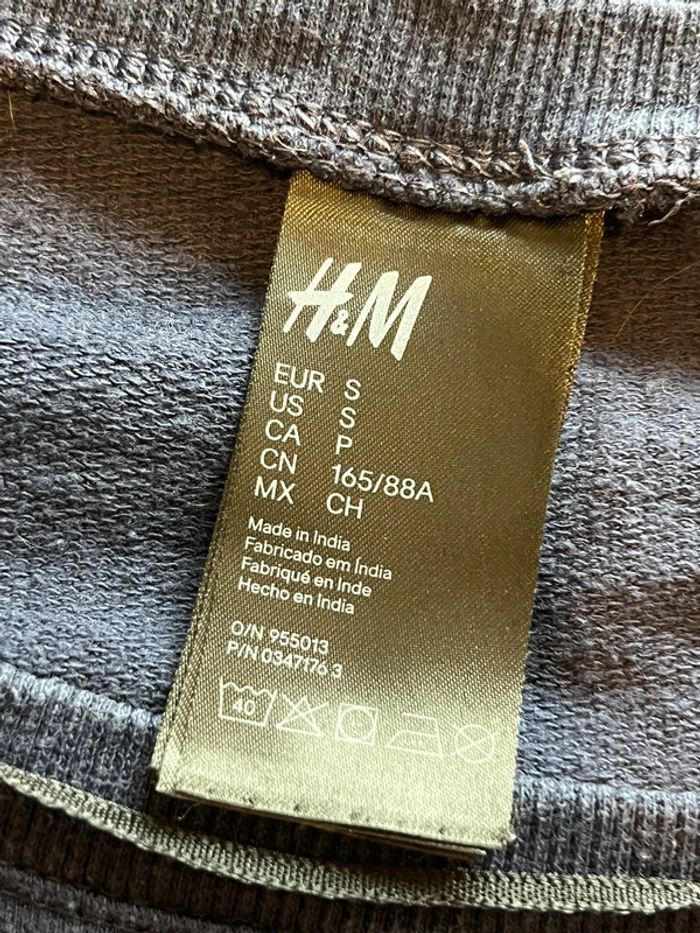 H&M
EUR S
US S
CA P
CN 165/88A
MX CH
Made in India
Fabricado em Índia
Fabriqué en Inde
Hecho en India
O/N 955013
P/N 0347176 3
40